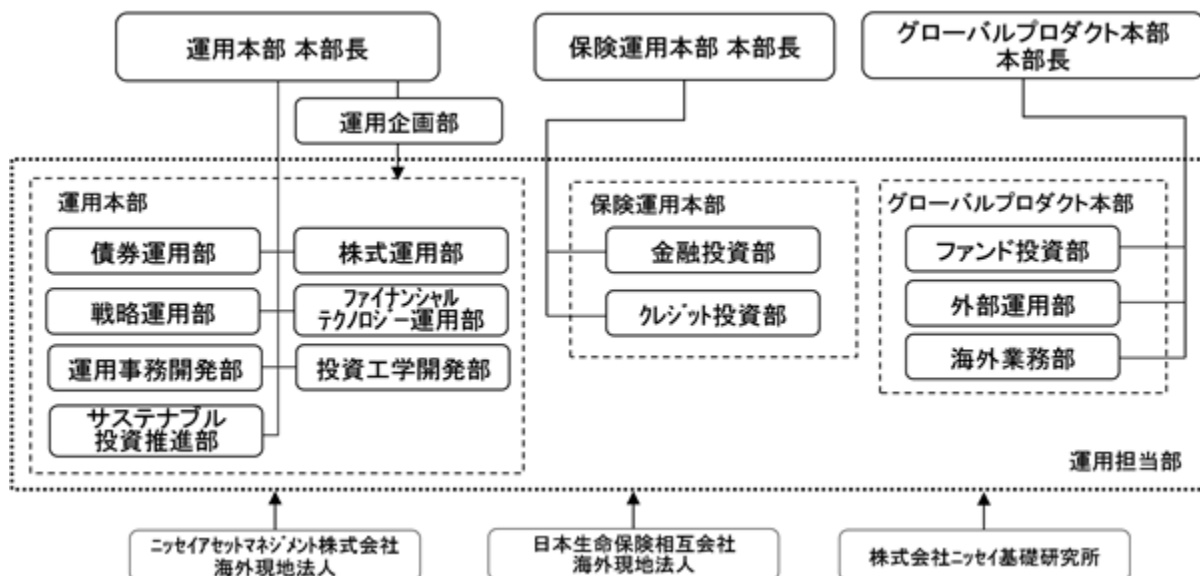 運用本部 本部長
保険運用本部 本部長
グローバルプロダクト本部
本部長
運用企画部
運用本部
債券運用部
株式運用部
戦略運用部
ファイナンシャル
テクノロジー運用部
運用事務開発部
投資工学開発部
サステナブル
投資推進部
保険運用本部
金融投資部
クレジット投資部
グローバルプロダクト本部
ファンド投資部
外部運用部
海外業務部
運用担当部
ニッセイアセットマネジメント株式会社
海外現地法人
日本生命保険相互会社
海外現地法人
株式会社ニッセイ基礎研究所